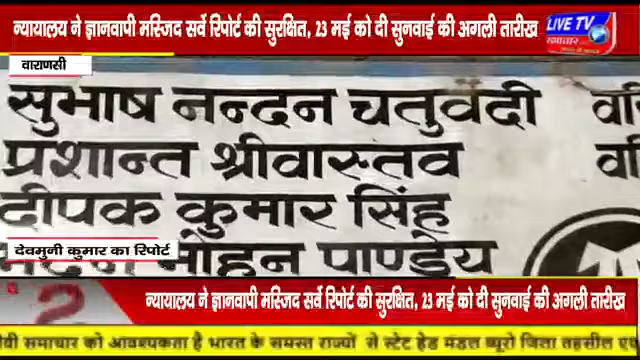 न्यायालय ने ज्ञानवापी मस्जिद सर्वे रिपोर्ट की सुरक्षित, 23 मई को दी सुनवाई की अगली तारीख
LIVE TV
समाचार
वाराणसी
सुभाष नन्दन चतुर्वेदी
प्रशान्त श्रीवास्तव
दीपक कुमार सिंह
मोहन पाण्डेय
देवमुनी कुमार का रिपोर्ट
न्यायालय ने ज्ञानवापी मस्जिद सर्वे रिपोर्ट की सुरक्षित, 23 मई को दी सुनवाई की अगली तारीख
समाचार को आवश्यकता है भारत के समस्त राज्यों से स्टेट हेड मंडल ब्यूरो जिला तहसील